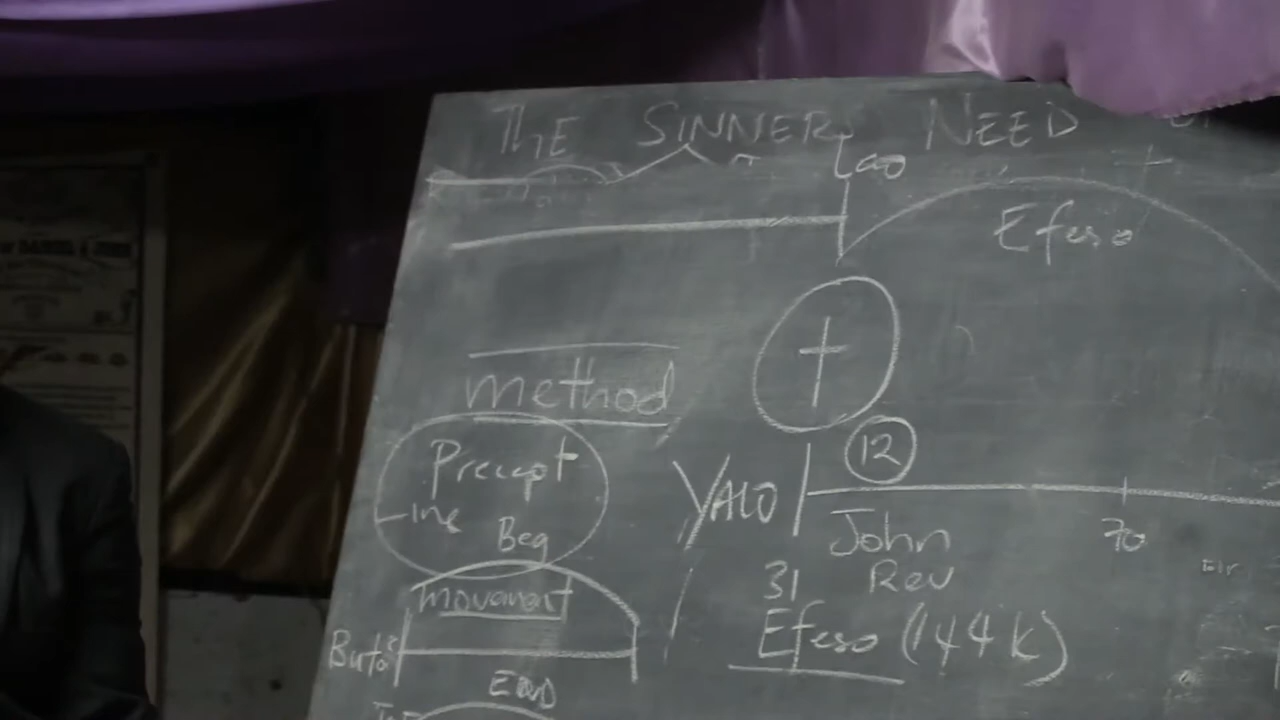 THE SINNER NEED
Lao
Efeso
method
Precept
Line
Beg
12
YALO
John
70
31 Rev
Efeso (144k)
movement
END